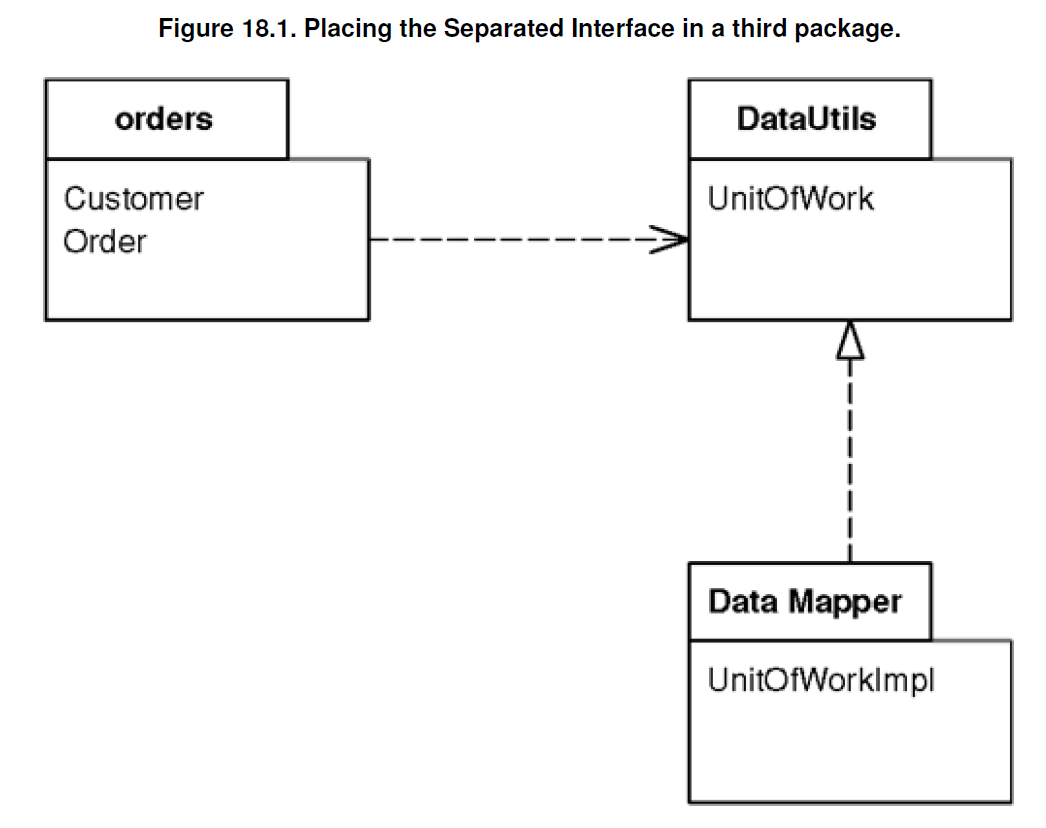 Figure 18.1. Placing the Separated Interface in a third package.
orders
Customer
Order
DataUtils
UnitOfWork
Data Mapper
UnitOfWorkImpl